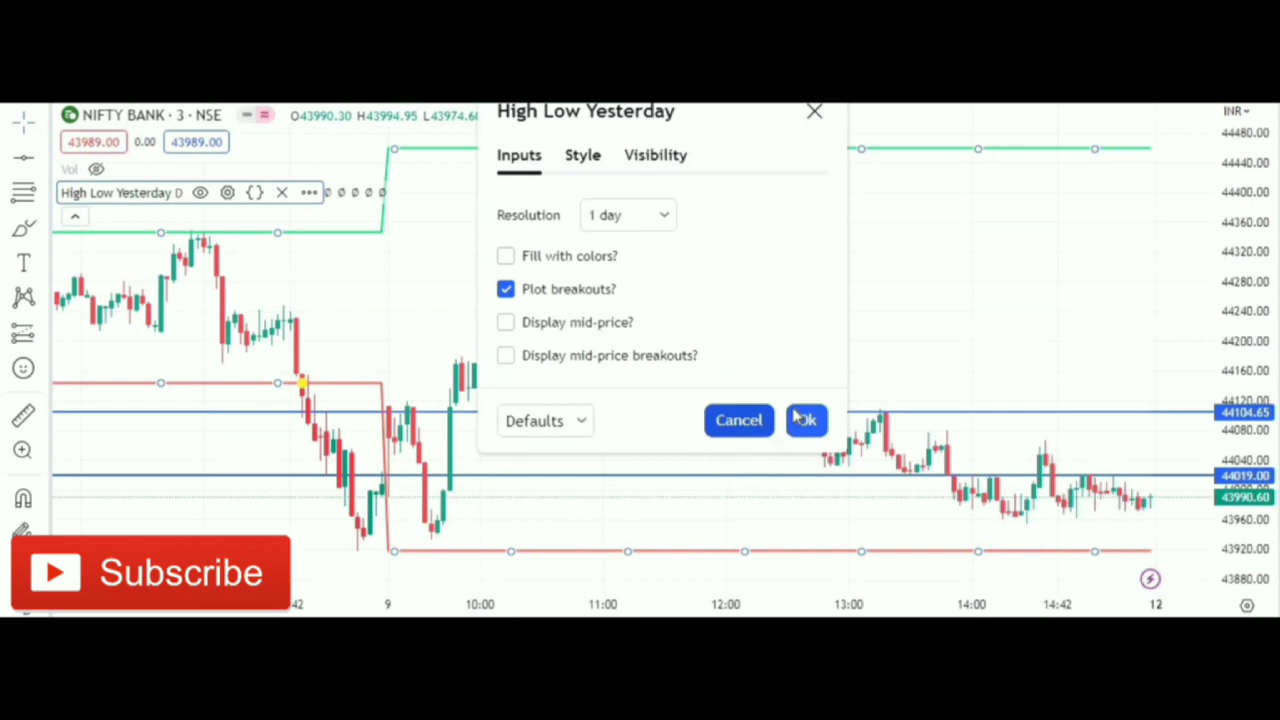 NIFTY BANK · 3 · NSE
O43990.30 H43994.95 L43974.60
43989.00 0.00 43989.00
Vol
High Low Yesterday D
High Low Yesterday
Inputs Style Visibility
Resolution 1 day
Fill with colors?
Plot breakouts?
Display mid-price?
Display mid-price breakouts?
Defaults Cancel Ok
INR
44480.00
44440.00
44400.00
44360.00
44320.00
44280.00
44240.00
44200.00
44160.00
44120.00
44104.65
44080.00
44040.00
44019.00
43990.60
43960.00
43920.00
43880.00
Subscribe
:42 9 10:00 11:00 12:00 13:00 14:00 14:42 12